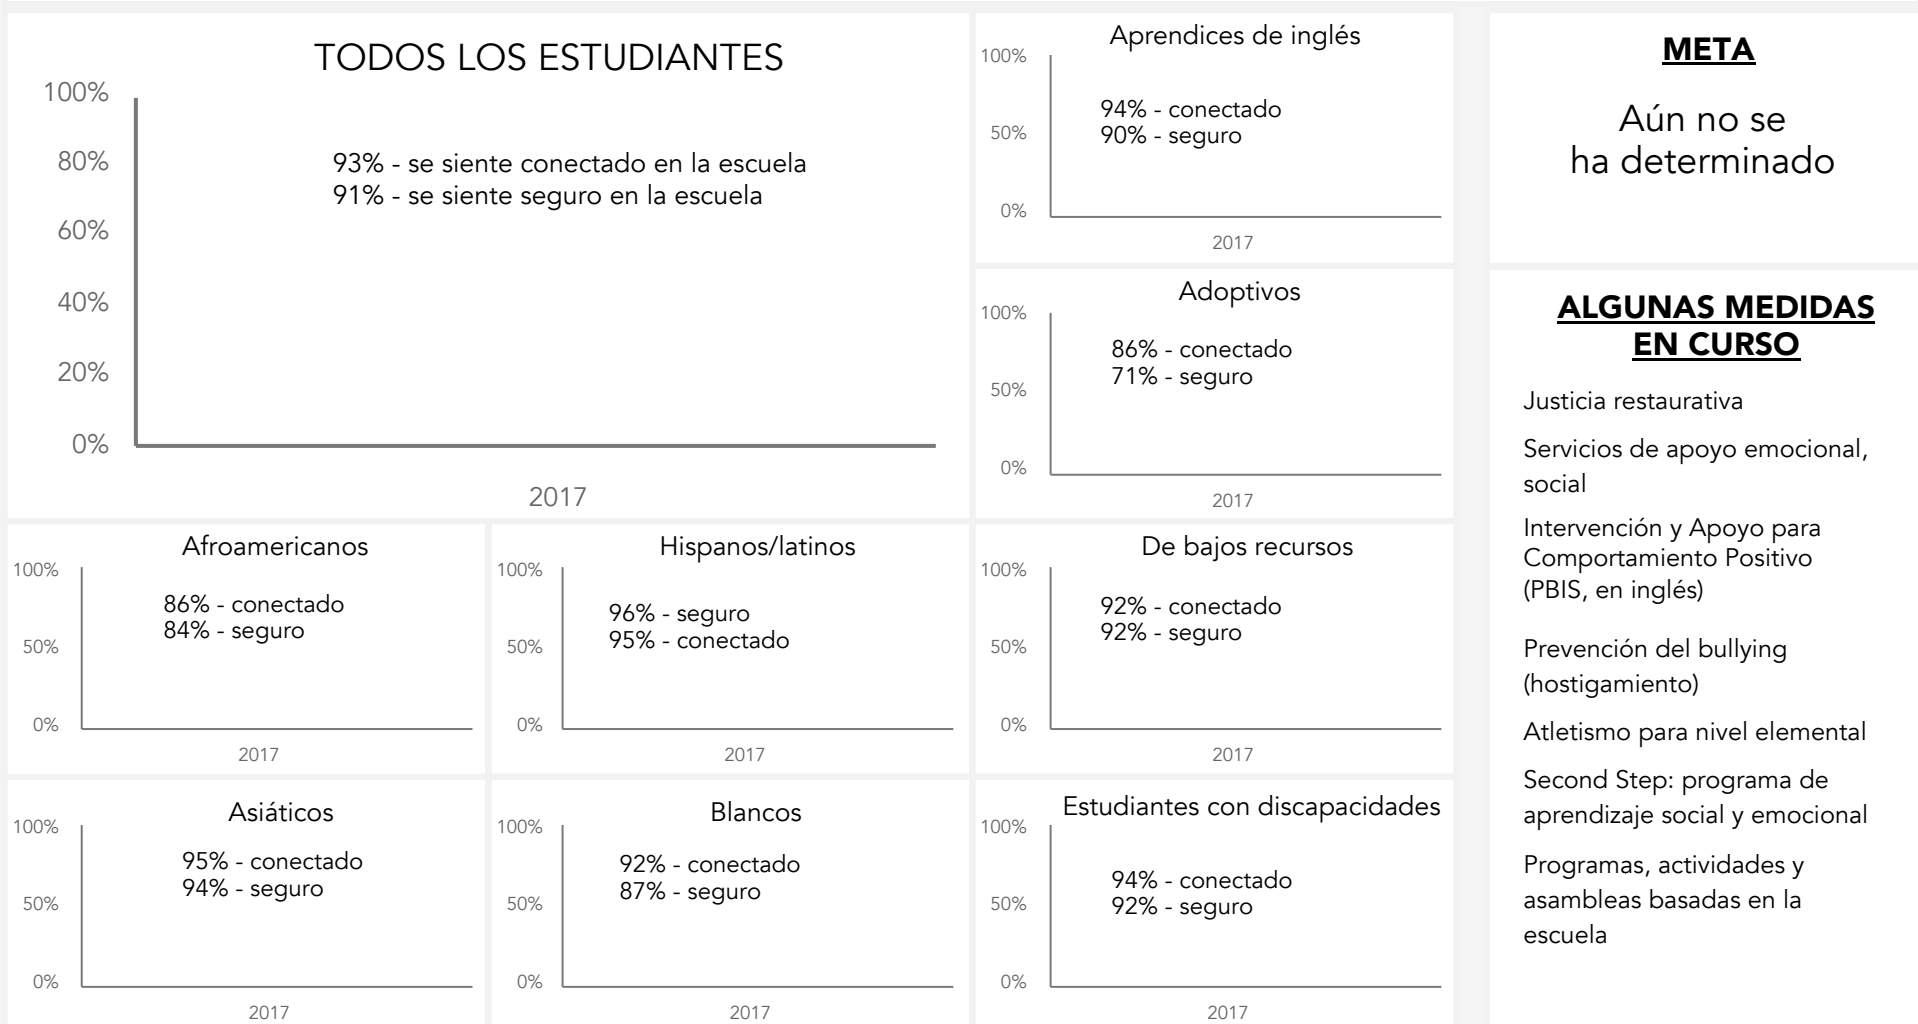 TODOS LOS ESTUDIANTES
100%
80%
60%
40%
20%
0%
93% - se siente conectado en la escuela
91% - se siente seguro en la escuela
2017
Aprendices de inglés
100%
50%
0%
94% - conectado
90% - seguro
2017
Adoptivos
100%
50%
0%
86% - conectado
71% - seguro
2017
Afroamericanos
100%
50%
0%
86% - conectado
84% - seguro
2017
Hispanos/latinos
100%
50%
0%
96% - seguro
95% - conectado
2017
De bajos recursos
100%
50%
0%
92% - conectado
92% - seguro
2017
Asiáticos
100%
50%
0%
95% - conectado
94% - seguro
2017
Blancos
100%
50%
0%
92% - conectado
87% - seguro
2017
Estudiantes con discapacidades
100%
50%
0%
94% - conectado
92% - seguro
2017
META
Aún no se
ha determinado
ALGUNAS MEDIDAS
EN CURSO
Justicia restaurativa
Servicios de apoyo emocional,
social
Intervención y Apoyo para
Comportamiento Positivo
(PBIS, en inglés)
Prevención del bullying
(hostigamiento)
Atletismo para nivel elemental
Second Step: programa de
aprendizaje social y emocional
Programas, actividades y
asambleas basadas en la
escuela